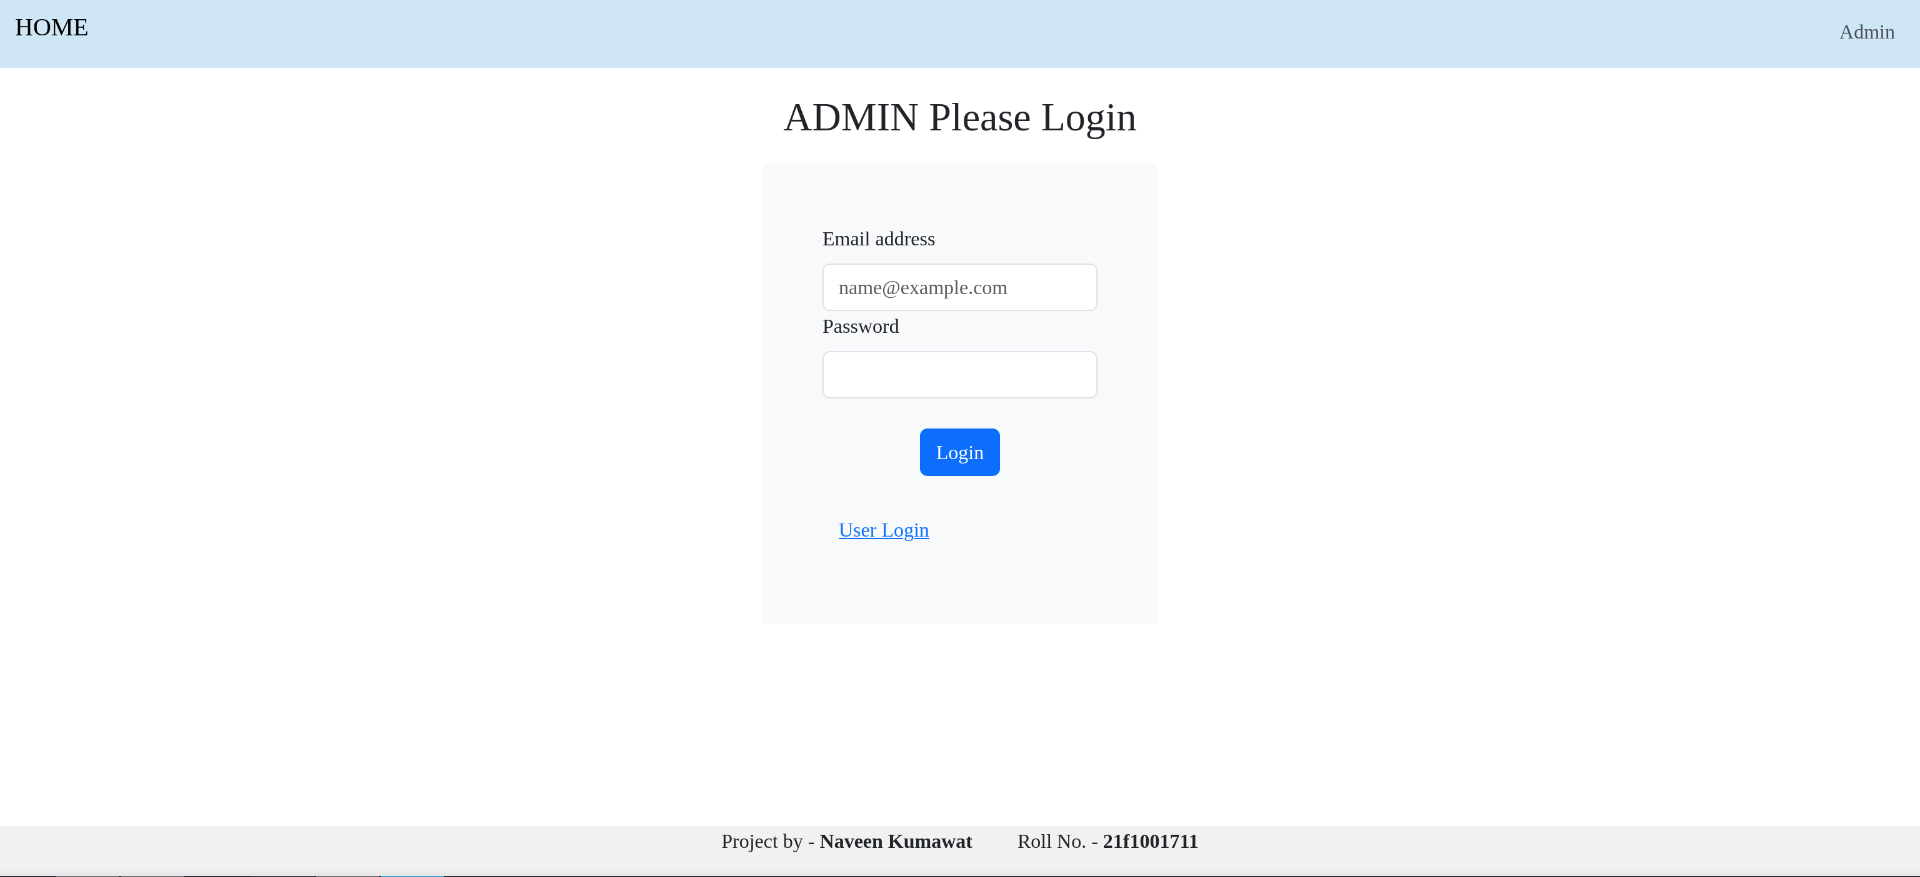 HOME
Admin
ADMIN Please Login
Email address
name@example.com
Password
Login
User Login
Project by - Naveen Kumawat Roll No. - 21f1001711